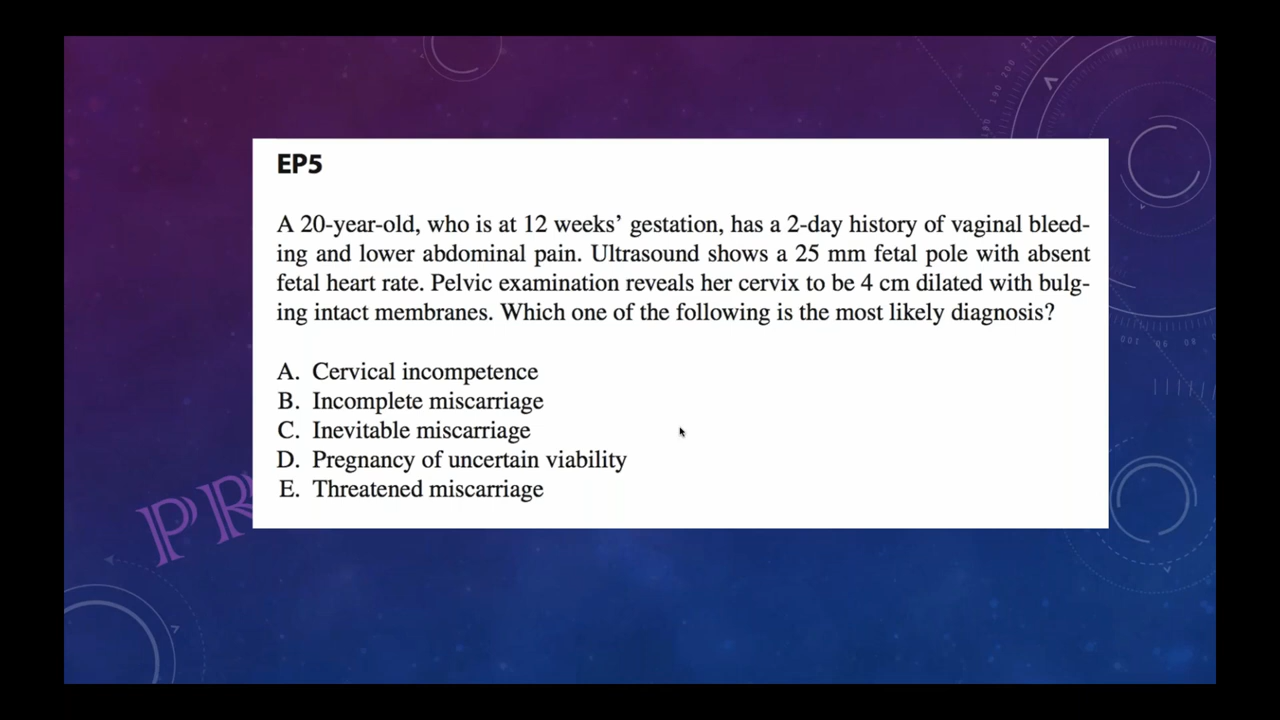 EP5
A 20-year-old, who is at 12 weeks’ gestation, has a 2-day history of vaginal bleed-
ing and lower abdominal pain. Ultrasound shows a 25 mm fetal pole with absent
fetal heart rate. Pelvic examination reveals her cervix to be 4 cm dilated with bulg-
ing intact membranes. Which one of the following is the most likely diagnosis?
A. Cervical incompetence
B. Incomplete miscarriage
C. Inevitable miscarriage
D. Pregnancy of uncertain viability
E. Threatened miscarriage
PR